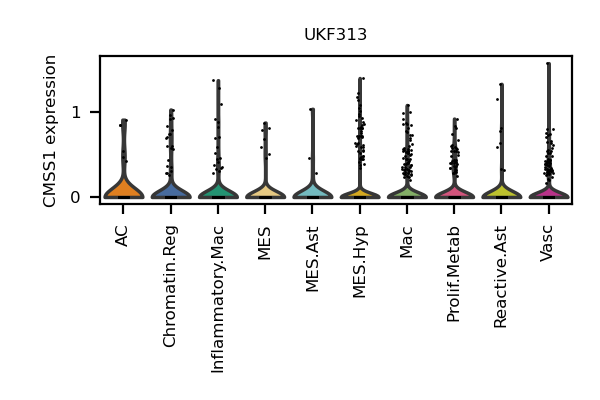 UKF313
CMSS1 expression
1
0
AC
Chromatin.Reg
Inflammatory.Mac
MES
MES.Ast
MES.Hyp
Mac
Prolif.Metab
Reactive.Ast
Vasc